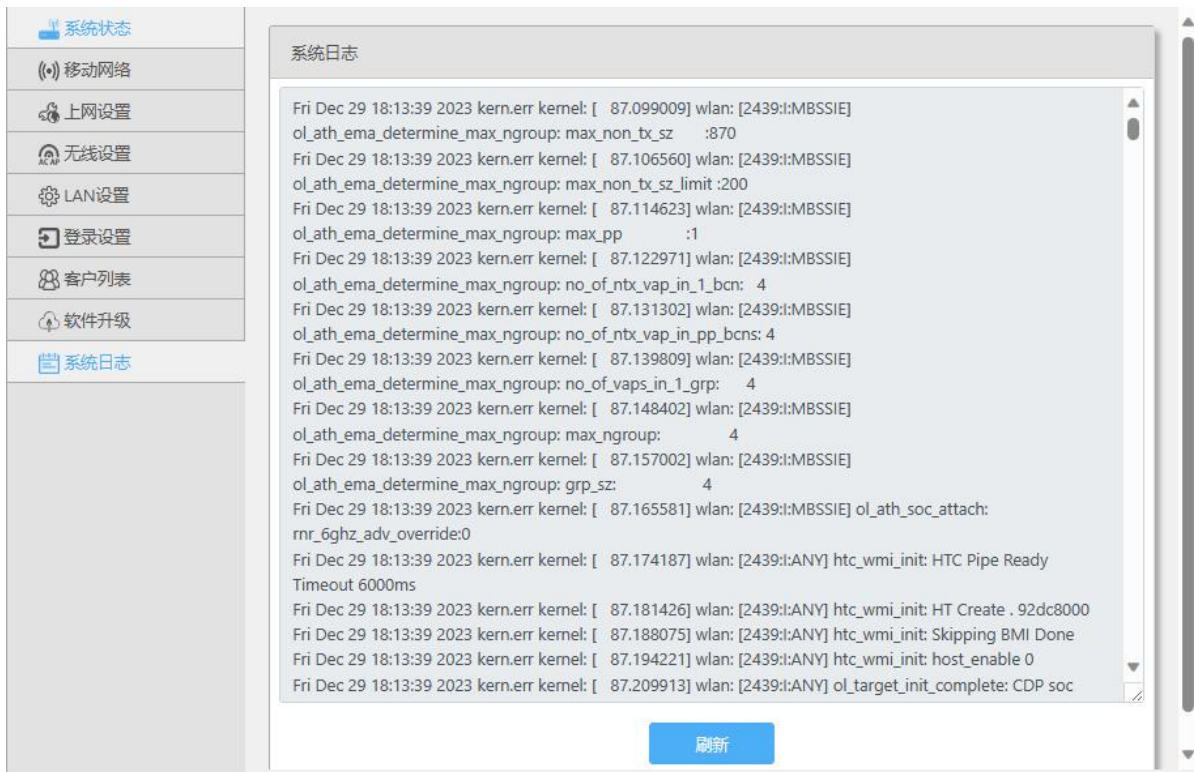 系统状态
移动网络
上网设置
无线设置
LAN设置
登录设置
客户列表
软件升级
系统日志
系统日志
Fri Dec 29 18:13:39 2023 kern.err kernel: [   87.099009] wlan: [2439:I:MBSSIE]
ol_ath_ema_determine_max_ngroup: max_non_tx_sz      :870
Fri Dec 29 18:13:39 2023 kern.err kernel: [   87.106560] wlan: [2439:I:MBSSIE]
ol_ath_ema_determine_max_ngroup: max_non_tx_sz_limit :200
Fri Dec 29 18:13:39 2023 kern.err kernel: [   87.114623] wlan: [2439:I:MBSSIE]
ol_ath_ema_determine_max_ngroup: max_pp             :1
Fri Dec 29 18:13:39 2023 kern.err kernel: [   87.122971] wlan: [2439:I:MBSSIE]
ol_ath_ema_determine_max_ngroup: no_of_ntx_vap_in_1_bcn:   4
Fri Dec 29 18:13:39 2023 kern.err kernel: [   87.131302] wlan: [2439:I:MBSSIE]
ol_ath_ema_determine_max_ngroup: no_of_ntx_vap_in_pp_bcns: 4
Fri Dec 29 18:13:39 2023 kern.err kernel: [   87.139809] wlan: [2439:I:MBSSIE]
ol_ath_ema_determine_max_ngroup: no_of_vaps_in_1_grp:      4
Fri Dec 29 18:13:39 2023 kern.err kernel: [   87.148402] wlan: [2439:I:MBSSIE]
ol_ath_ema_determine_max_ngroup: max_ngroup:               4
Fri Dec 29 18:13:39 2023 kern.err kernel: [   87.157002] wlan: [2439:I:MBSSIE]
ol_ath_ema_determine_max_ngroup: grp_sz:                   4
Fri Dec 29 18:13:39 2023 kern.err kernel: [   87.165581] wlan: [2439:I:MBSSIE] ol_ath_soc_attach:
rnr_6ghz_adv_override:0
Fri Dec 29 18:13:39 2023 kern.err kernel: [   87.174187] wlan: [2439:I:ANY] htc_wmi_init: HTC Pipe Ready
Timeout 6000ms
Fri Dec 29 18:13:39 2023 kern.err kernel: [   87.181426] wlan: [2439:I:ANY] htc_wmi_init: HT Create . 92dc8000
Fri Dec 29 18:13:39 2023 kern.err kernel: [   87.188075] wlan: [2439:I:ANY] htc_wmi_init: Skipping BMI Done
Fri Dec 29 18:13:39 2023 kern.err kernel: [   87.194221] wlan: [2439:I:ANY] htc_wmi_init: host_enable 0
Fri Dec 29 18:13:39 2023 kern.err kernel: [   87.209913] wlan: [2439:I:ANY] ol_target_init_complete: CDP soc
刷新